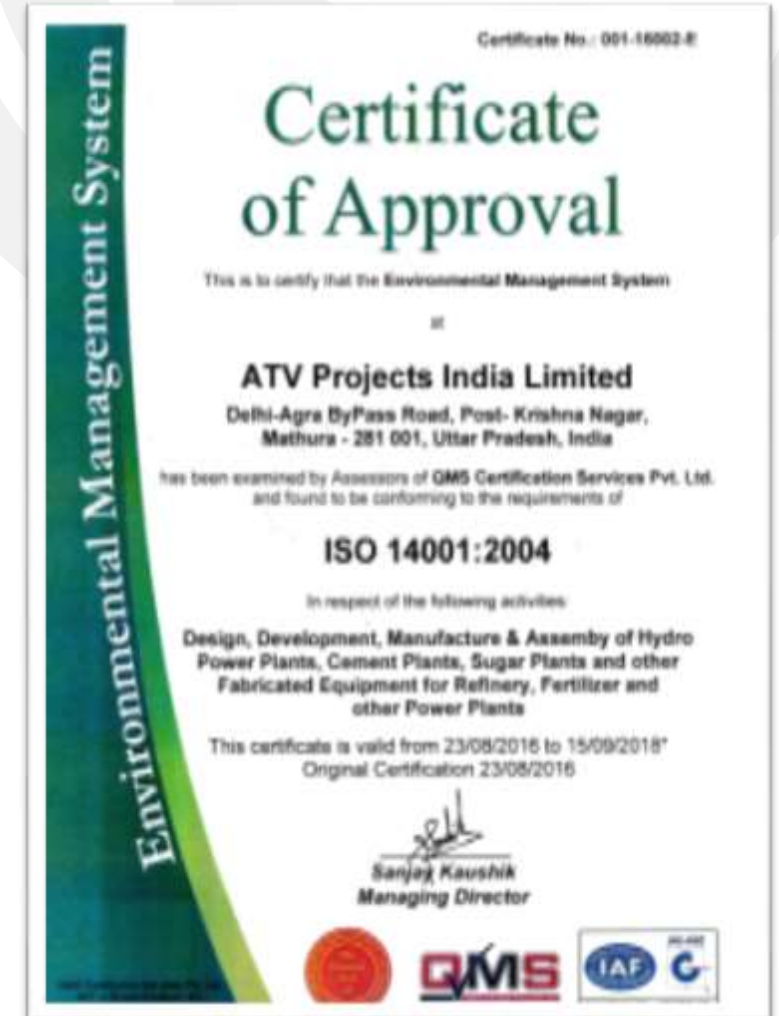 Certificate No.: 001-16002-E
Environmental Management System
Certificate
of Approval
This is to certify that the Environmental Management System
at
ATV Projects India Limited
Delhi-Agra ByPass Road, Post- Krishna Nagar,
Mathura - 281 001, Uttar Pradesh, India
has been examined by Assessors of QMS Certification Services Pvt. Ltd.
and found to be conforming to the requirements of
ISO 14001:2004
In respect of the following activities:
Design, Development, Manufacture & Assemby of Hydro
Power Plants, Cement Plants, Sugar Plants and other
Fabricated Equipment for Refinery, Fertilizer and
other Power Plants
This certificate is valid from 23/08/2016 to 15/09/2018*
Original Certification 23/08/2016
Sanjay Kaushik
Managing Director
QMS
IAF